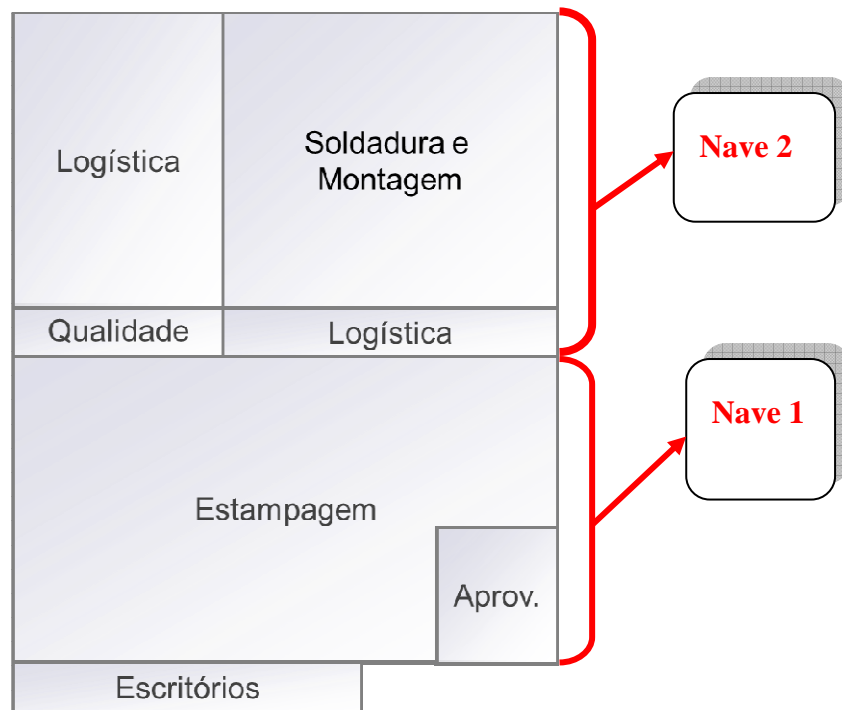 Logística
Soldadura e
Montagem
Nave 2
Qualidade
Logística
Nave 1
Estampagem
Aprov.
Escritórios